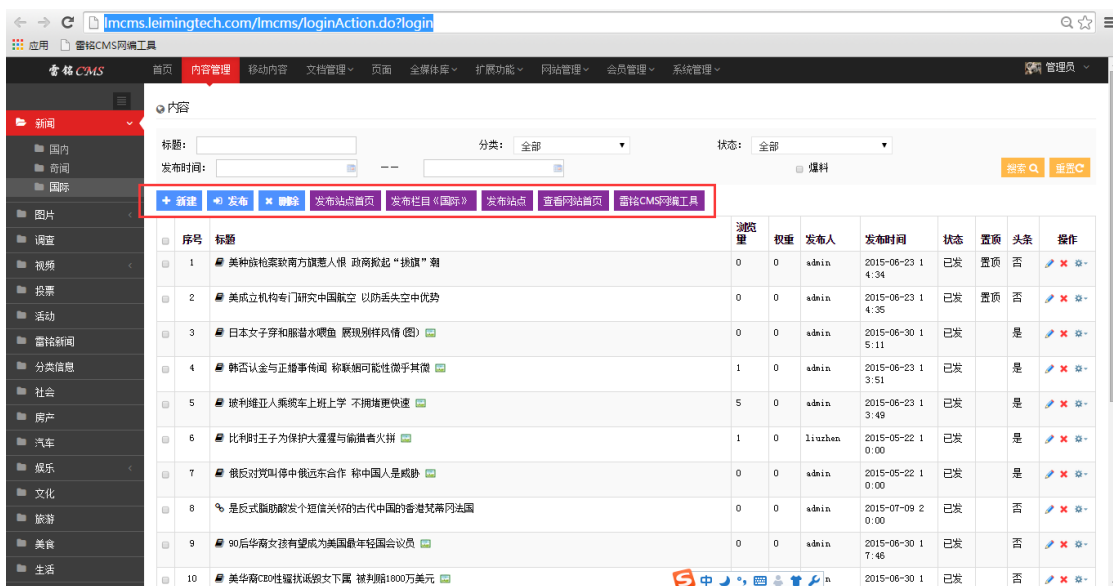 lmcms.leimingtech.com/lmcms/loginAction.do?login
应用 雷铭CMS网编工具
雷铭CMS 首页 内容管理 移动内容 文档管理 页面 全媒体库 扩展功能 网站管理 会员管理 系统管理 管理员
新闻
国内
奇闻
国际
图片
调查
视频
投票
活动
雷铭新闻
分类信息
社会
房产
汽车
娱乐
文化
旅游
美食
生活
内容
标题: 分类: 全部 状态: 全部
发布时间: —— 爆料 搜索 重置
新建 发布 删除 发布站点首页 发布栏目《国际》 发布站点 查看网站首页 雷铭CMS网编工具
序号 标题 浏览量 权重 发布人 发布时间 状态 置顶 头条 操作
1 美种族枪案致南方旗惹人恨 政商掀起“拔旗”潮 0 0 admin 2015-06-23 14:34 已发 置顶 否
2 美成立机构专门研究中国航空 以防丢失空中优势 0 0 admin 2015-06-23 14:35 已发 置顶 否
3 日本女子穿和服潜水喂鱼 展现别样风情(图) 0 0 admin 2015-06-30 15:11 已发 是
4 韩否认金与正婚事传闻 称联姻可能性微乎其微 1 0 admin 2015-06-23 13:51 已发 是
5 玻利维亚人乘缆车上班上学 不拥堵更快速 5 0 admin 2015-06-23 13:49 已发 是
6 比利时王子为保护大猩猩与偷猎者火拼 1 0 liuzhen 2015-05-22 10:00 已发 是
7 俄反对党叫停中俄远东合作 称中国人是威胁 0 0 admin 2015-05-22 10:00 已发 是
8 是反式脂肪酸发个短信关怀的古代中国的香港梵蒂冈法国 0 0 admin 2015-07-09 20:00 已发 否
9 90后华裔女孩有望成为美国最年轻国会议员 0 0 admin 2015-06-30 17:46 已发 否
10 美华裔CEO性骚扰诋毁女下属 被判赔1800万美元 2015-06-30 1 已发 否
中